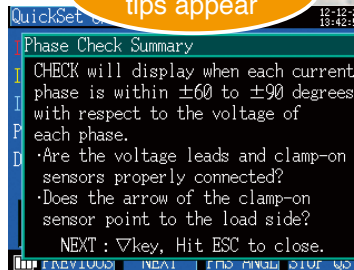 tips appear
QuickSet
12-12-
13:42:5
Phase Check Summary
CHECK will display when each current
phase is within ±60 to ±90 degrees
with respect to the voltage of
each phase.
·Are the voltage leads and clamp-on
sensors properly connected?
·Does the arrow of the clamp-on
sensor point to the load side?
NEXT : ▽key, Hit ESC to close.
PREVIOUS NEXT PHS ANGL STOP QS